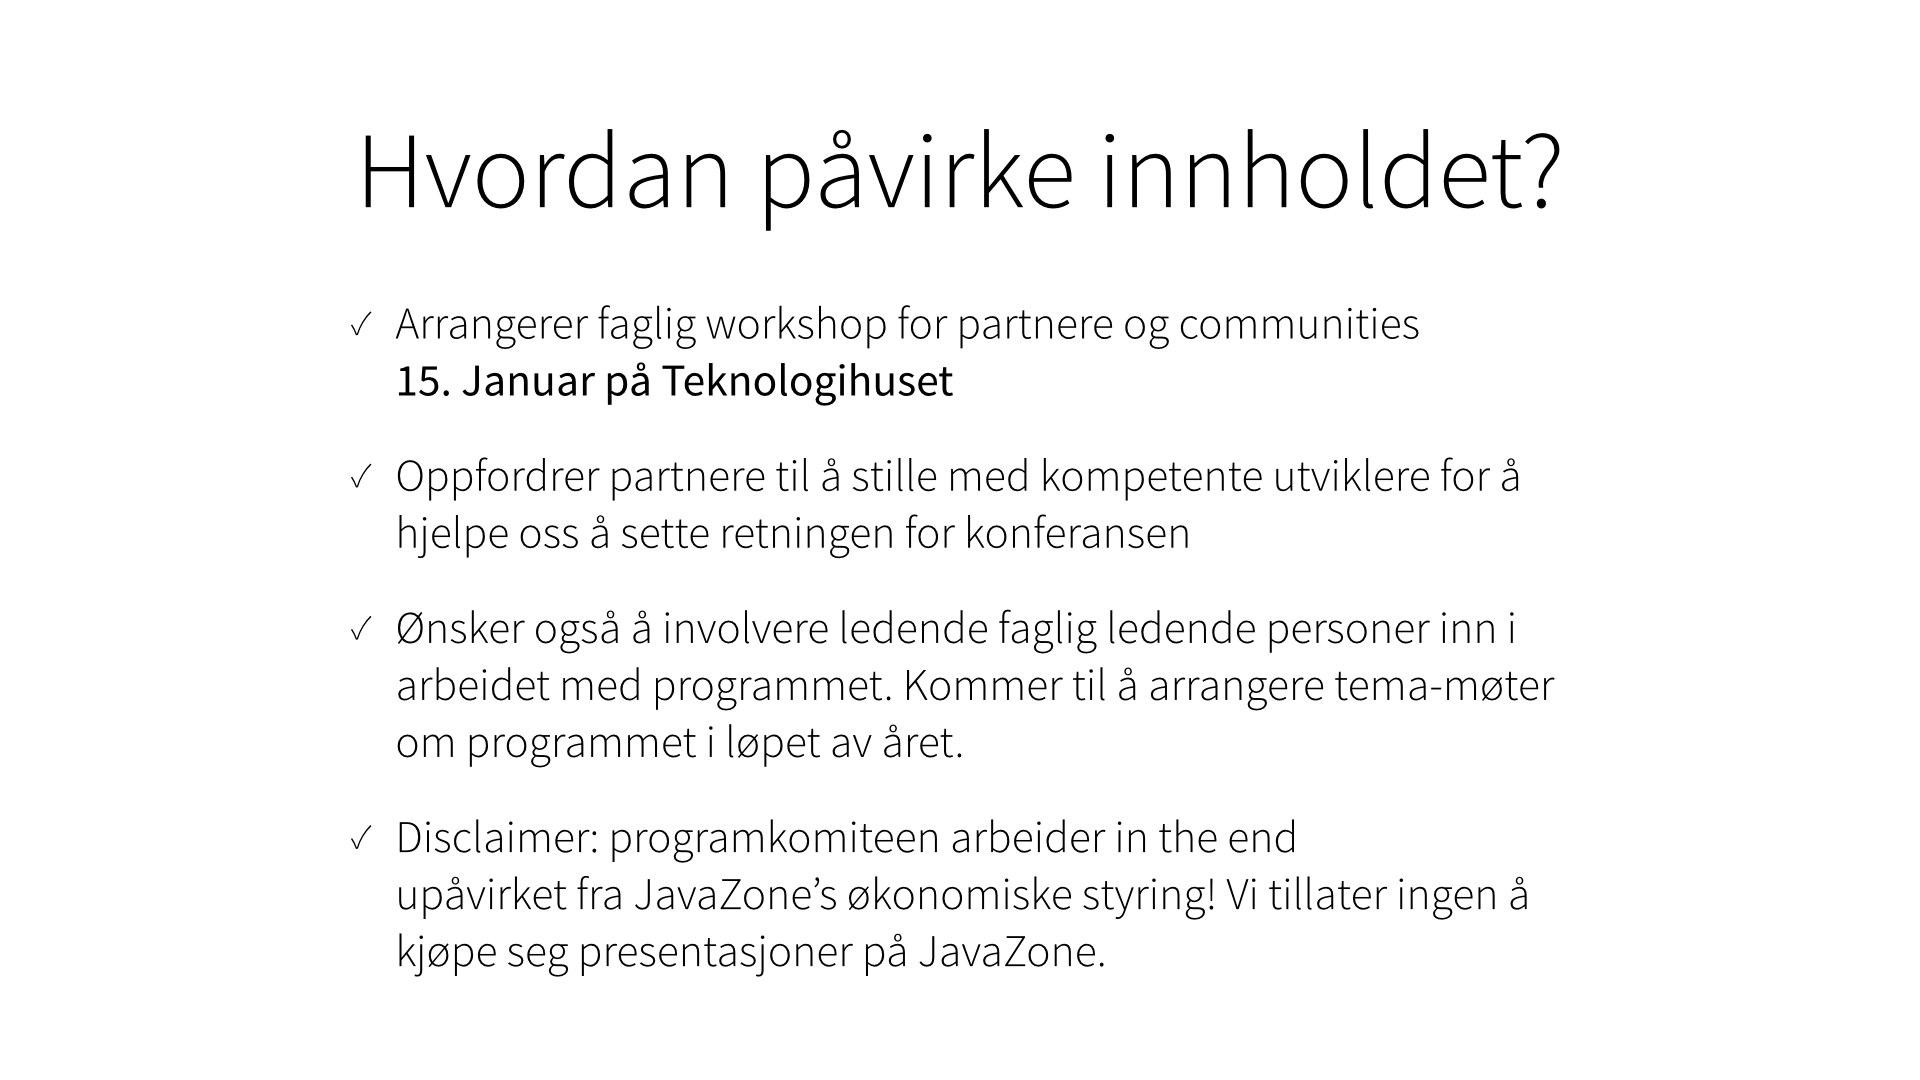 Hvordan påvirke innholdet?
✓ Arrangerer faglig workshop for partnere og communities
15. Januar på Teknologihuset
✓ Oppfordrer partnere til å stille med kompetente utviklere for å
hjelpe oss å sette retningen for konferansen
✓ Ønsker også å involvere ledende faglig ledende personer inn i
arbeidet med programmet. Kommer til å arrangere tema-møter
om programmet i løpet av året.
✓ Disclaimer: programkomiteen arbeider in the end
upåvirket fra JavaZone’s økonomiske styring! Vi tillater ingen å
kjøpe seg presentasjoner på JavaZone.